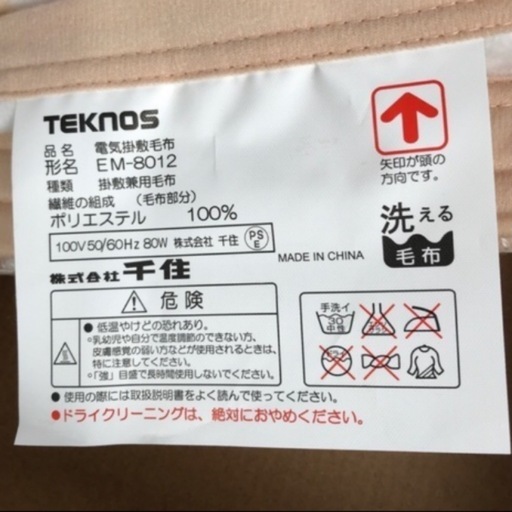 TEKNOS
品名 電気掛敷毛布
形名 EM-8012
種類 掛敷兼用毛布
繊維の組成 (毛布部分)
ポリエステル 100%
100V 50/60Hz 80W 株式会社 千住 PSE
株式会社 千住
MADE IN CHINA
矢印が頭の
方向です。
洗える
毛布
危険
●低温やけどの恐れあり。
●乳幼児や自分で温度調節のできない方、
皮膚感覚の弱い方などが使用されるときは、
特に注意してください。
●「強」目盛で長時間使用しないでください。
手洗イ
30
中性
●使用の際には取扱説明書をよく読んで使ってください。
●ドライクリーニングは、絶対におやめください。